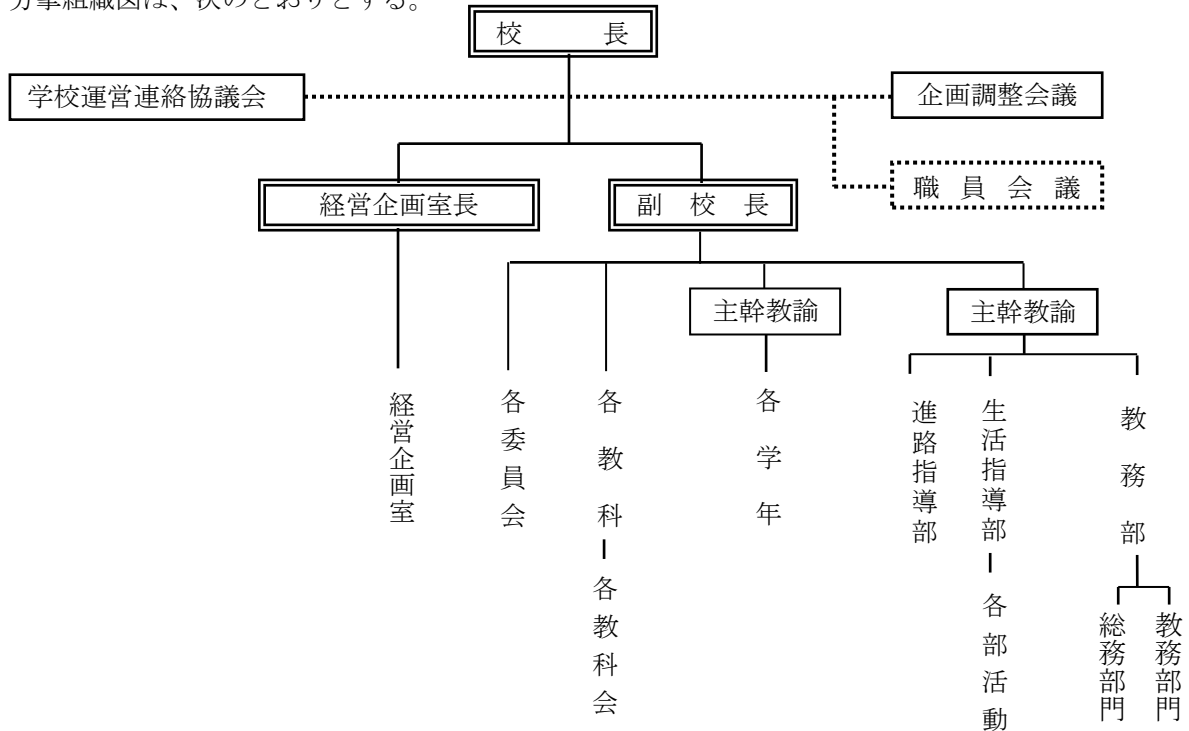 分掌組織図は、次のとおりとする。
校　　長
学校運営連絡協議会
企画調整会議
職員会議
経営企画室長
副校長
主幹教諭
主幹教諭
経営企画室
各委員会
各教科
各教科会
各学年
進路指導部
生活指導部
各部活動
教務部
総務部門
教務部門